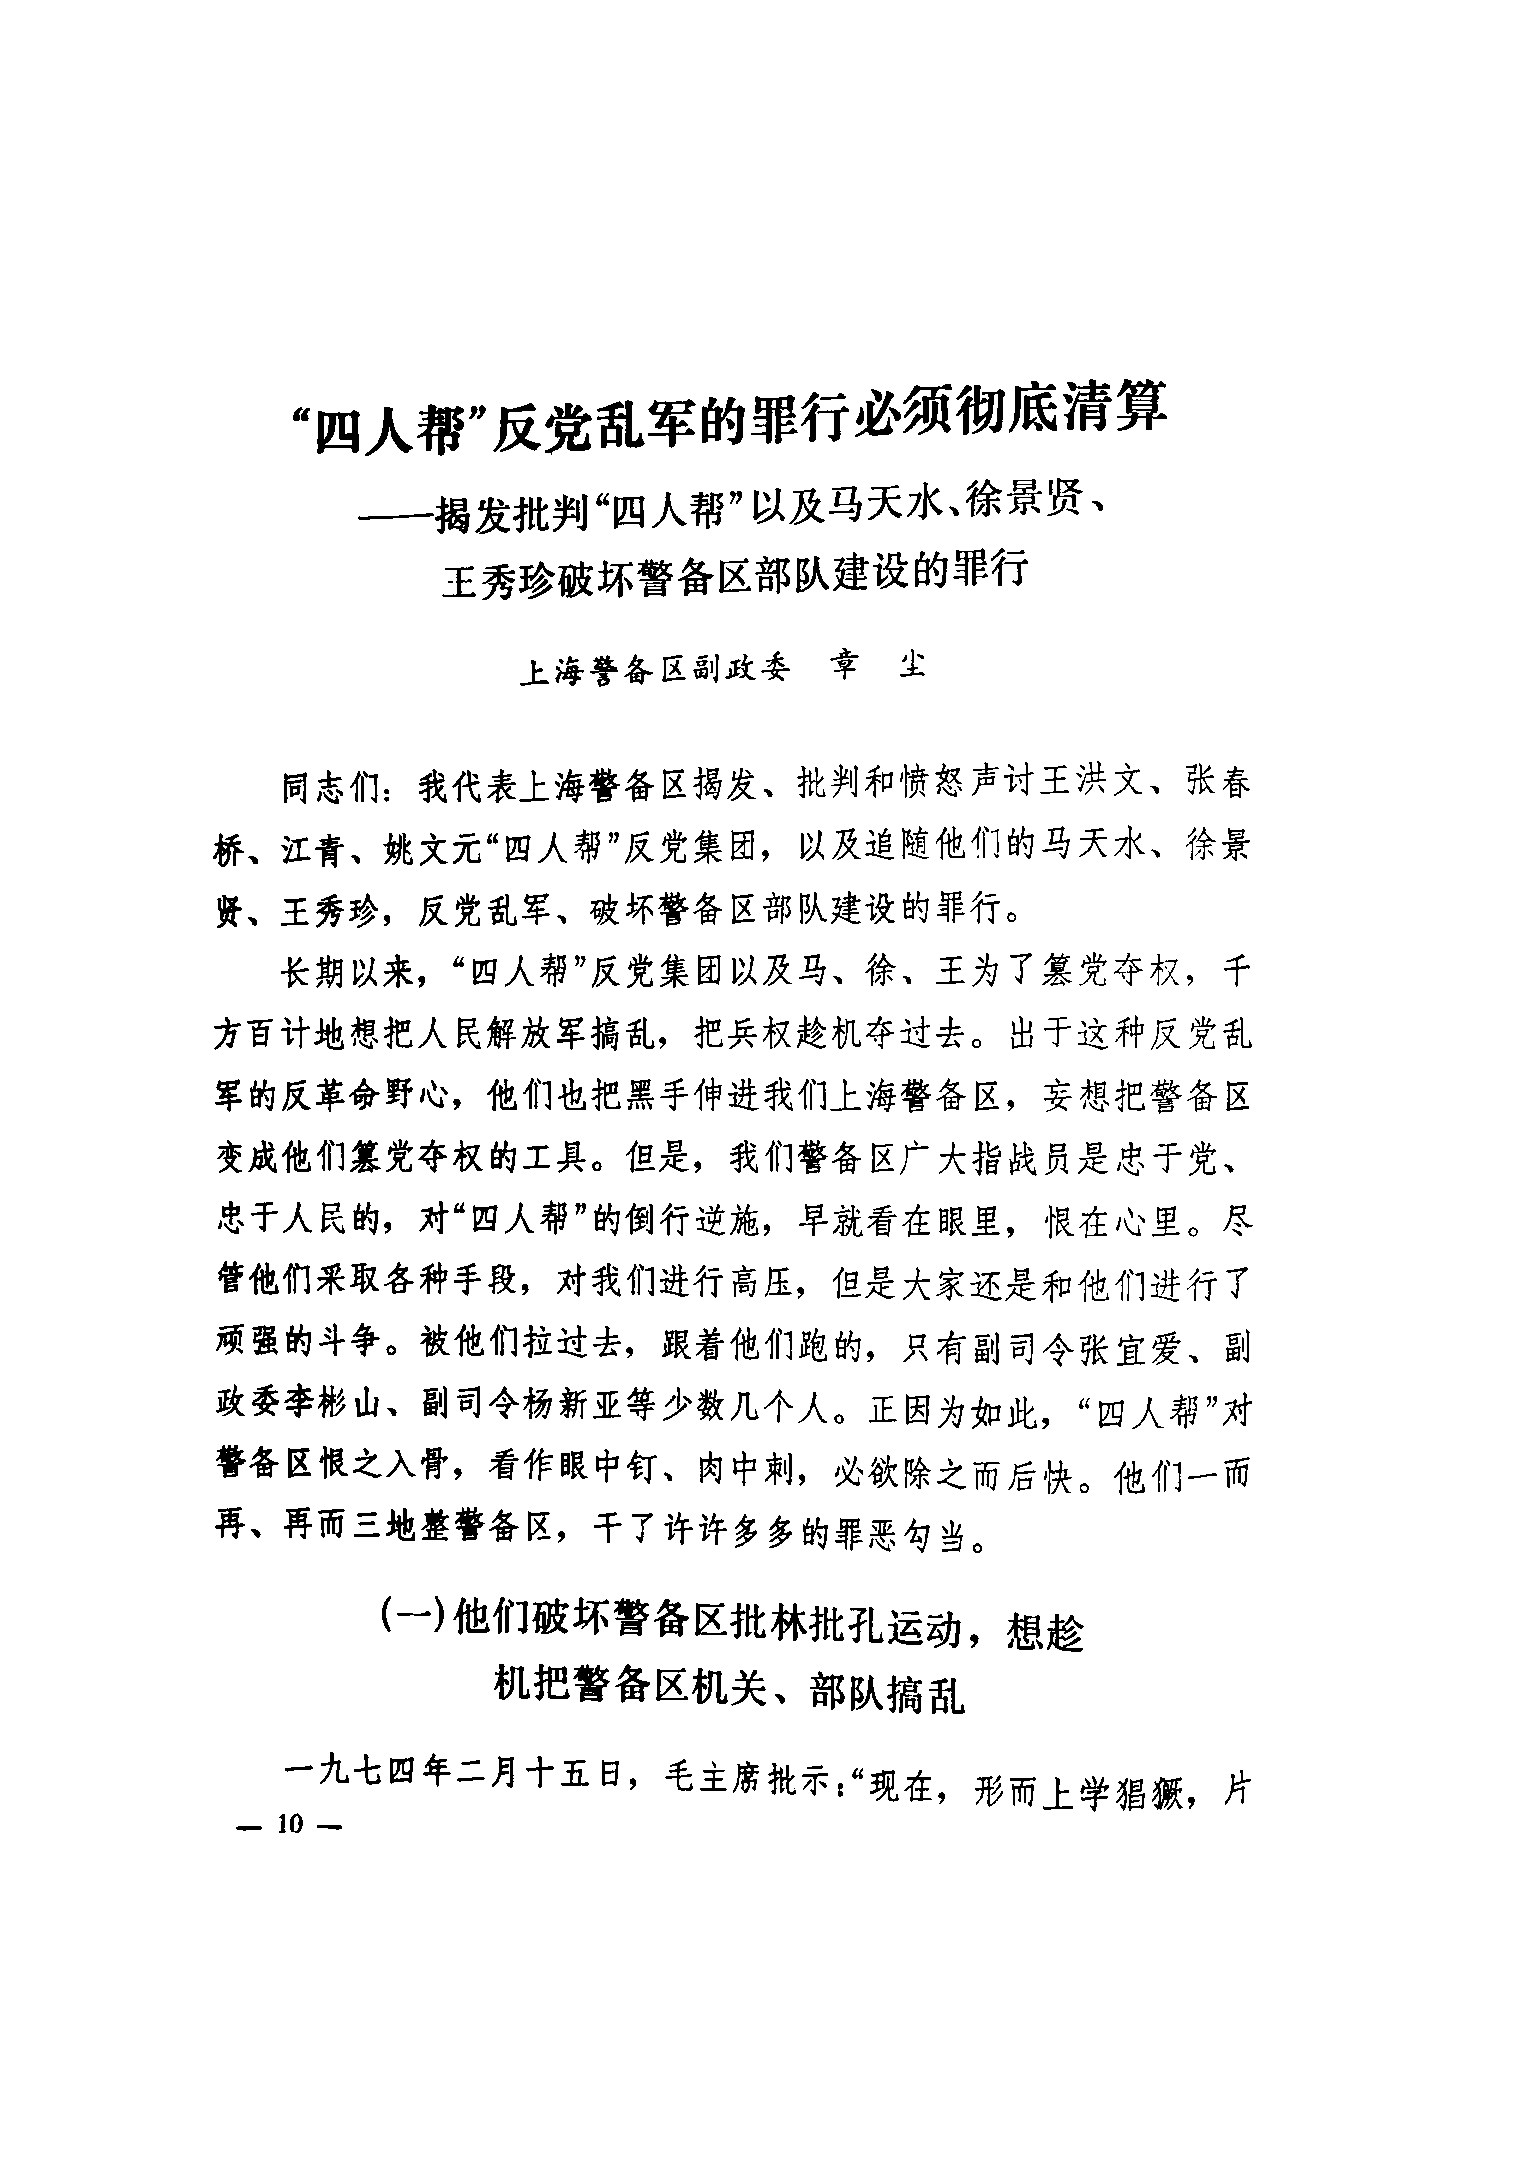 “四人帮”反党乱军的罪行必须彻底清算
——揭发批判“四人帮”以及马天水、徐景贤、
王秀珍破坏警备区部队建设的罪行
上海警备区副政委　章　尘
同志们：我代表上海警备区揭发、批判和愤怒声讨王洪文、张春
桥、江青、姚文元“四人帮”反党集团，以及追随他们的马天水、徐景
贤、王秀珍，反党乱军、破坏警备区部队建设的罪行。
长期以来，“四人帮”反党集团以及马、徐、王为了篡党夺权，千
方百计地想把人民解放军搞乱，把兵权趁机夺过去。出于这种反党乱
军的反革命野心，他们也把黑手伸进我们上海警备区，妄想把警备区
变成他们篡党夺权的工具。但是，我们警备区广大指战员是忠于党、
忠于人民的，对“四人帮”的倒行逆施，早就看在眼里，恨在心里。尽
管他们采取各种手段，对我们进行高压，但是大家还是和他们进行了
顽强的斗争。被他们拉过去，跟着他们跑的，只有副司令张宜爱、副
政委李彬山、副司令杨新亚等少数几个人。正因为如此，“四人帮”对
警备区恨之入骨，看作眼中钉、肉中刺，必欲除之而后快。他们一而
再、再而三地整警备区，干了许许多多的罪恶勾当。
(一)他们破坏警备区批林批孔运动，想趁
机把警备区机关、部队搞乱
一九七四年二月十五日，毛主席批示：“现在，形而上学猖獗，片
— 10 —